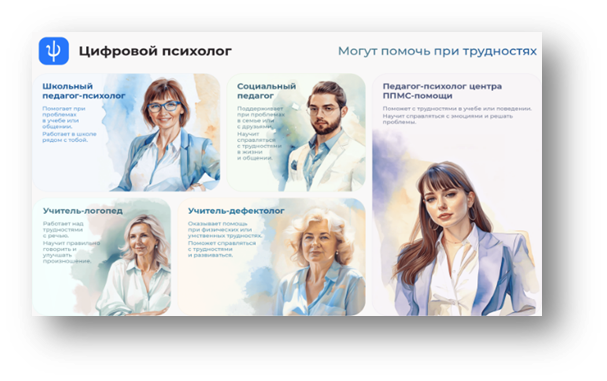 Цифровой психолог
Могут помочь при трудностях
Школьный
педагог-психолог
Помогает при
проблемах
в учебе или
общении.
Работает в школе
рядом с тобой.
Социальный
педагог
Поддерживает
при проблемах
в семье или
с друзьями.
Научит
справляться
с трудностями
в жизни
и общении.
Педагог-психолог центра
ППМС-помощи
Поможет с трудностями в учебе или поведении.
Научит справляться с эмоциями и решать
проблемы.
Учитель-логопед
Работает над
трудностями
с речью.
Научит правильно
говорить и
улучшать
произношение.
Учитель-дефектолог
Оказывает помощь
при физических или
умственных трудностях.
Поможет справляться
с трудностями
и развиваться.